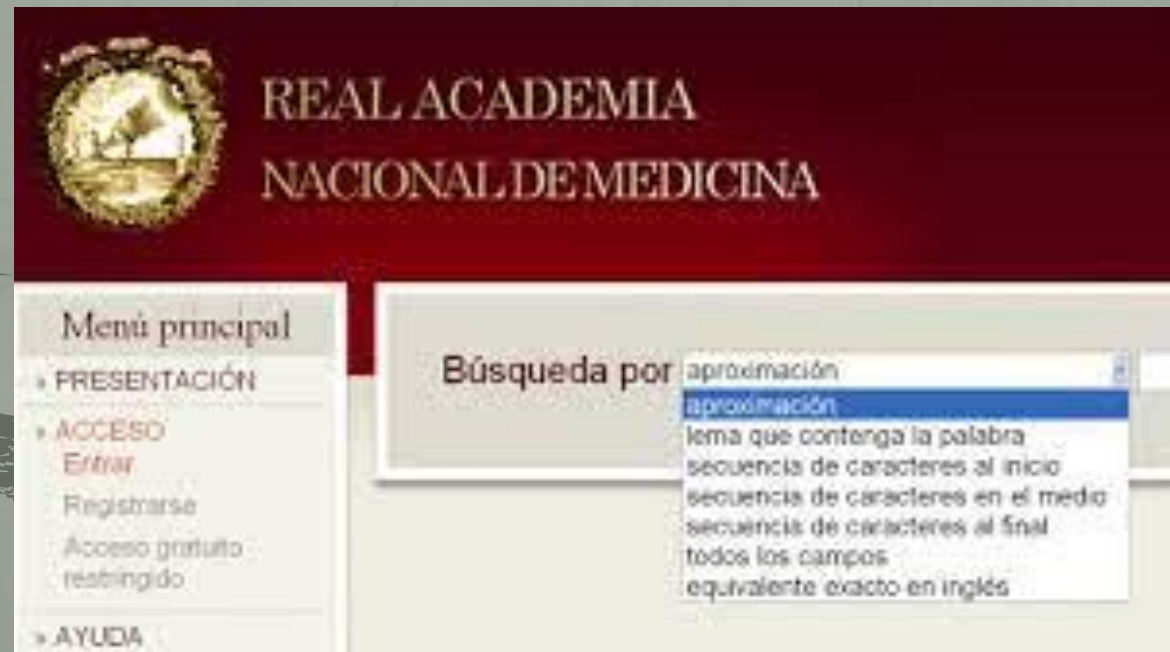 REAL ACADEMIA
NACIONAL DE MEDICINA
Menú principal
» PRESENTACIÓN
» ACCESO
Entrar
Registrarse
Acceso gratuito
restringido
» AYUDA
Búsqueda por aproximación
aproximación
lema que contenga la palabra
secuencia de caracteres al inicio
secuencia de caracteres en el medio
secuencia de caracteres al final
todos los campos
equivalente exacto en inglés